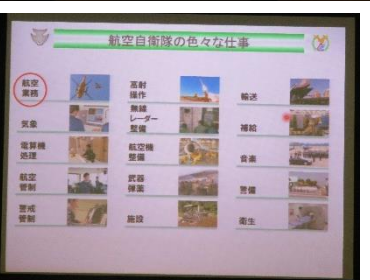 航空自衛隊の色々な仕事
航空
業務
高射
操作
輸送
気象
無線
レーダー
整備
補給
電算機
処理
航空機
整備
音楽
航空
管制
武器
弾薬
警備
警戒
管制
施設
衛生